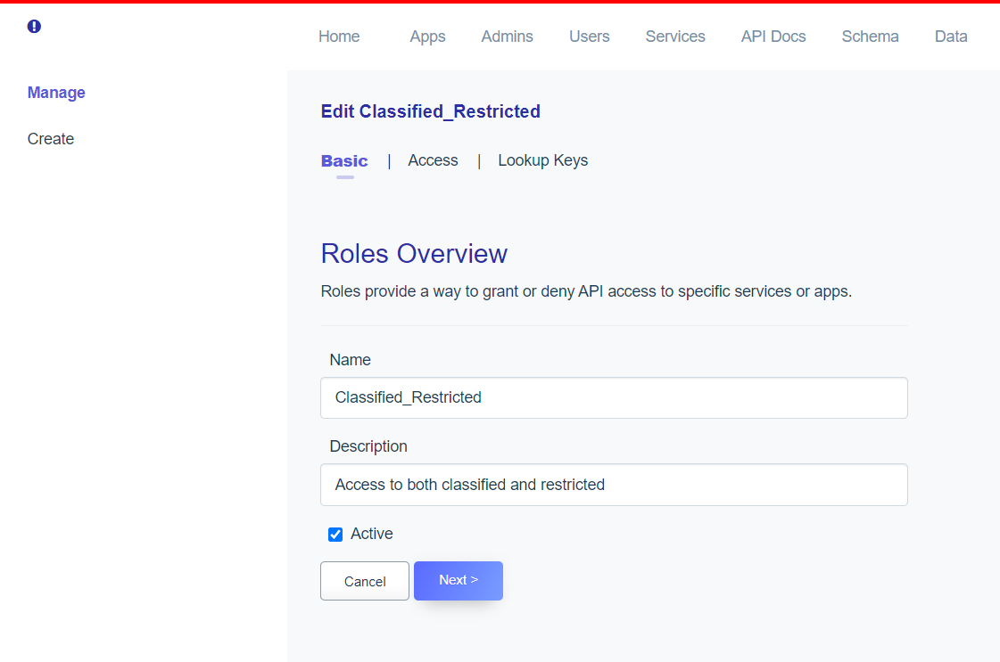 Home Apps Admins Users Services API Docs Schema Data
Manage
Create
Edit Classified_Restricted
Basic | Access | Lookup Keys
Roles Overview
Roles provide a way to grant or deny API access to specific services or apps.
Name
Classified_Restricted
Description
Access to both classified and restricted
Active
Cancel Next >